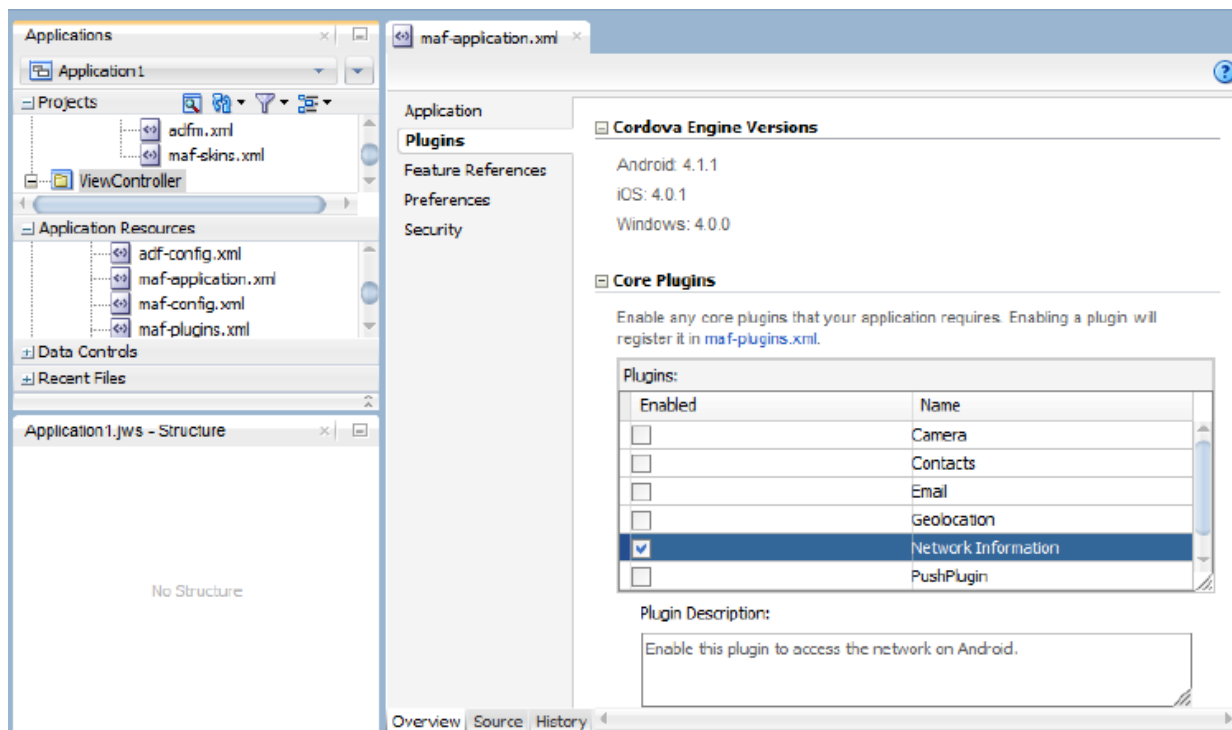 Applications
Application1
Projects
adfm.xml
maf-skins.xml
ViewController
Application Resources
adf-config.xml
maf-application.xml
maf-config.xml
maf-plugins.xml
Data Controls
Recent Files
Application1.jws - Structure
No Structure
maf-application.xml
Application
Plugins
Feature References
Preferences
Security
Cordova Engine Versions
Android: 4.1.1
iOS: 4.0.1
Windows: 4.0.0
Core Plugins
Enable any core plugins that your application requires. Enabling a plugin will
register it in maf-plugins.xml.
Plugins:
Enabled Name
Camera
Contacts
Email
Geolocation
Network Information
PushPlugin
Plugin Description:
Enable this plugin to access the network on Android.
Overview Source History